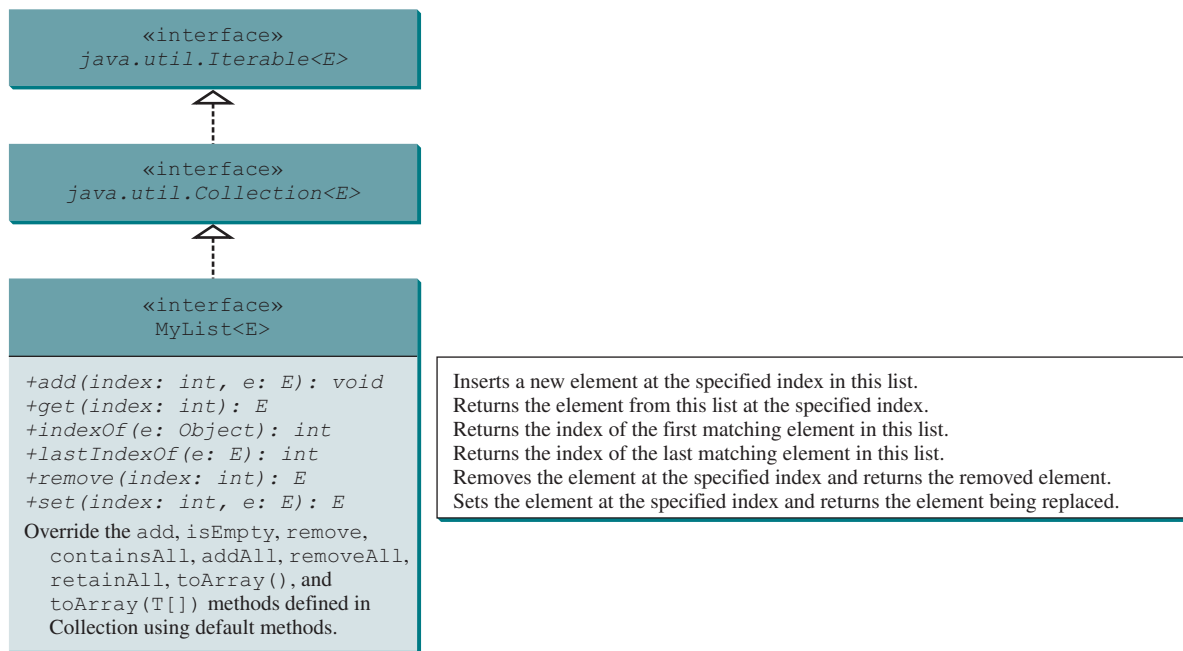 «interface»
java.util.Iterable<E>
«interface»
java.util.Collection<E>
«interface»
MyList<E>
+add(index: int, e: E): void
+get(index: int): E
+indexOf(e: Object): int
+lastIndexOf(e: E): int
+remove(index: int): E
+set(index: int, e: E): E
Override the add, isEmpty, remove,
containsAll, addAll, removeAll,
retainAll, toArray(), and
toArray(T[]) methods defined in
Collection using default methods.
Inserts a new element at the specified index in this list.
Returns the element from this list at the specified index.
Returns the index of the first matching element in this list.
Returns the index of the last matching element in this list.
Removes the element at the specified index and returns the removed element.
Sets the element at the specified index and returns the element being replaced.